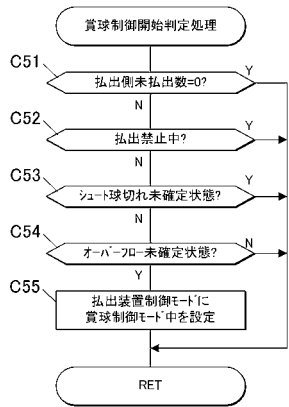 賞球制御開始判定処理
C51
払出側未払出数=0?
Y
N
C52
払出禁止中?
Y
N
C53
シュート球切れ未確定状態?
Y
N
C54
オーバーフロー未確定状態?
N
Y
C55
払出装置制御モードに
賞球制御モード中を設定
RET